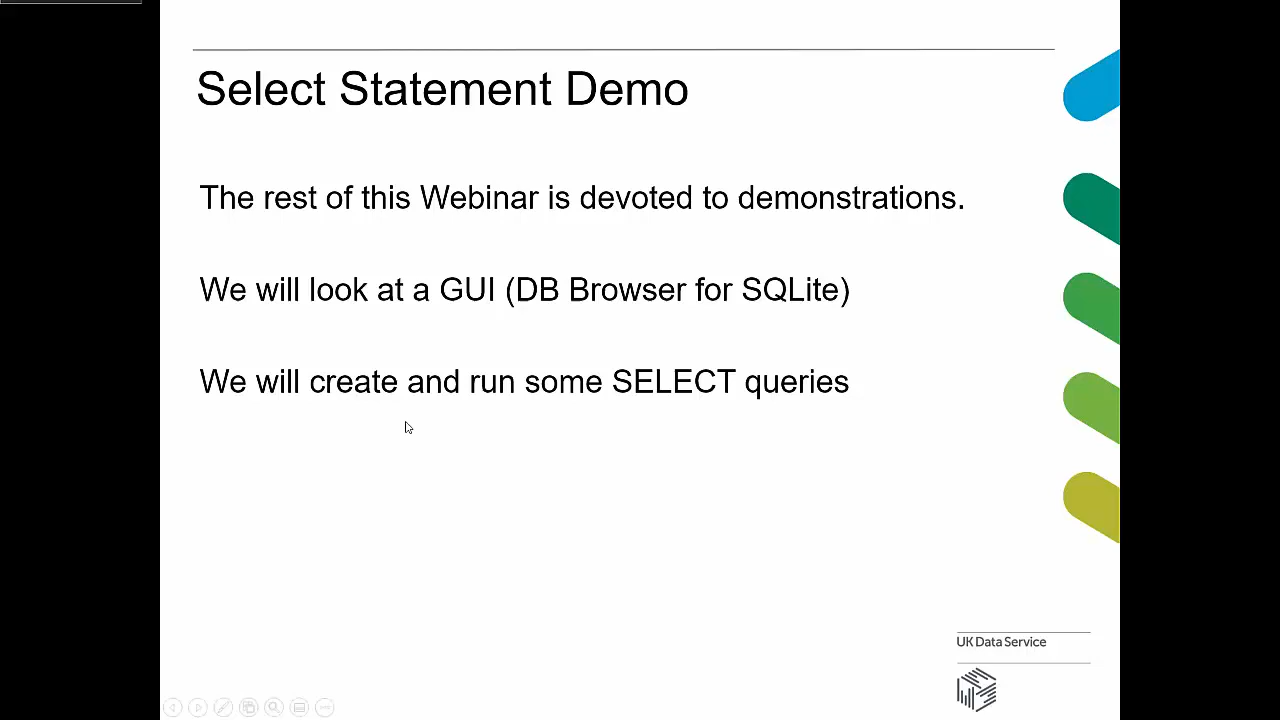 Select Statement Demo
The rest of this Webinar is devoted to demonstrations.
We will look at a GUI (DB Browser for SQLite)
We will create and run some SELECT queries
UK Data Service